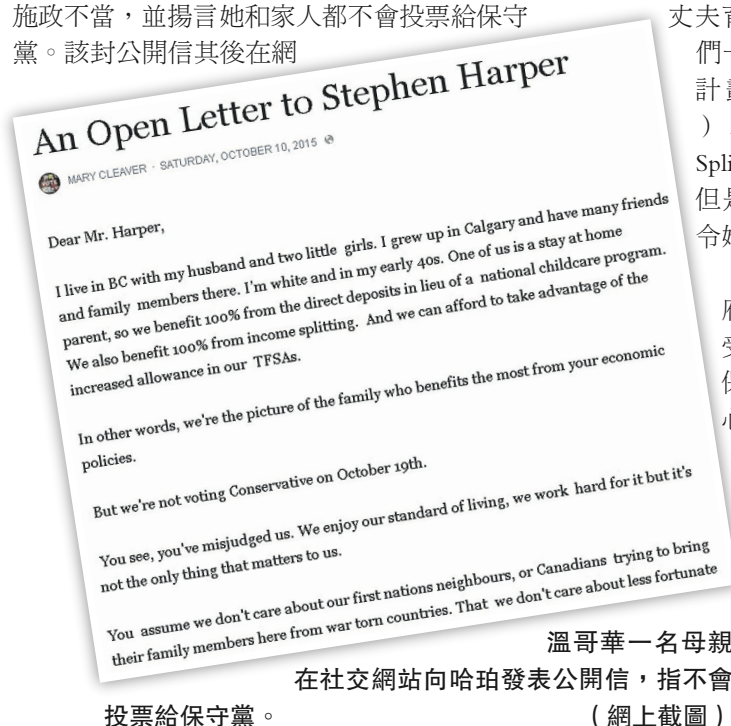 施政不當，並揚言她和家人都不會投票給保守
黨。該封公開信其後在網
An Open Letter to Stephen Harper
MARY CLEAVER · SATURDAY, OCTOBER 10, 2015
Dear Mr. Harper,
I live in BC with my husband and two little girls. I grew up in Calgary and have many friends
and family members there. I'm white and in my early 40s. One of us is a stay at home
parent, so we benefit 100% from the direct deposits in lieu of a national childcare program.
We also benefit 100% from income splitting. And we can afford to take advantage of the
increased allowance in our TFSAs.
In other words, we're the picture of the family who benefits the most from your economic
policies.
But we're not voting Conservative on October 19th.
You see, you've misjudged us. We enjoy our standard of living, we work hard for it but it's
not the only thing that matters to us.
You assume we don't care about our first nations neighbours, or Canadians trying to bring
their family members here from war torn countries. That we don't care about less fortunate
丈夫
們
計
）
但是
溫哥華一名母親
在社交網站向哈珀發表公開信，指不會
投票給保守黨。（網上截圖）